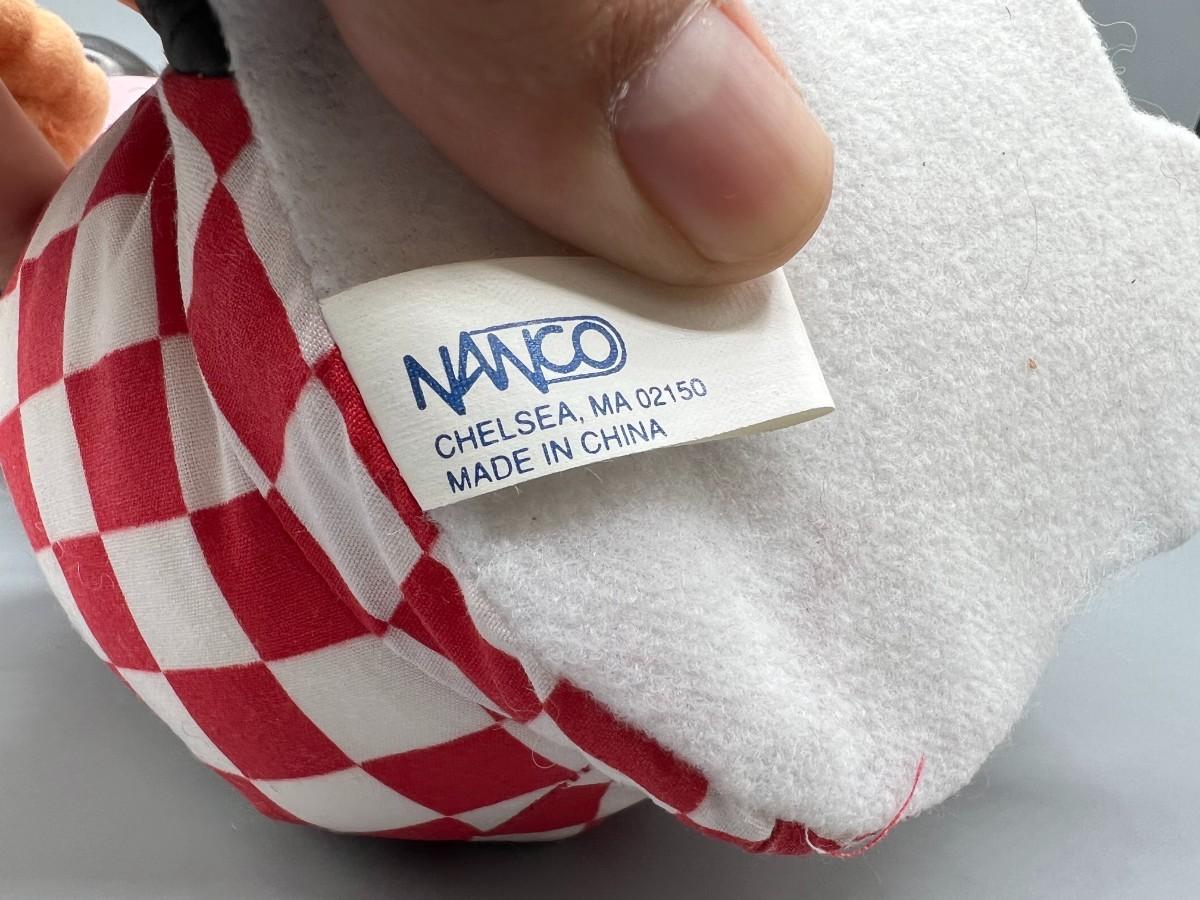 NANCO
CHELSEA, MA 02150
MADE IN CHINA